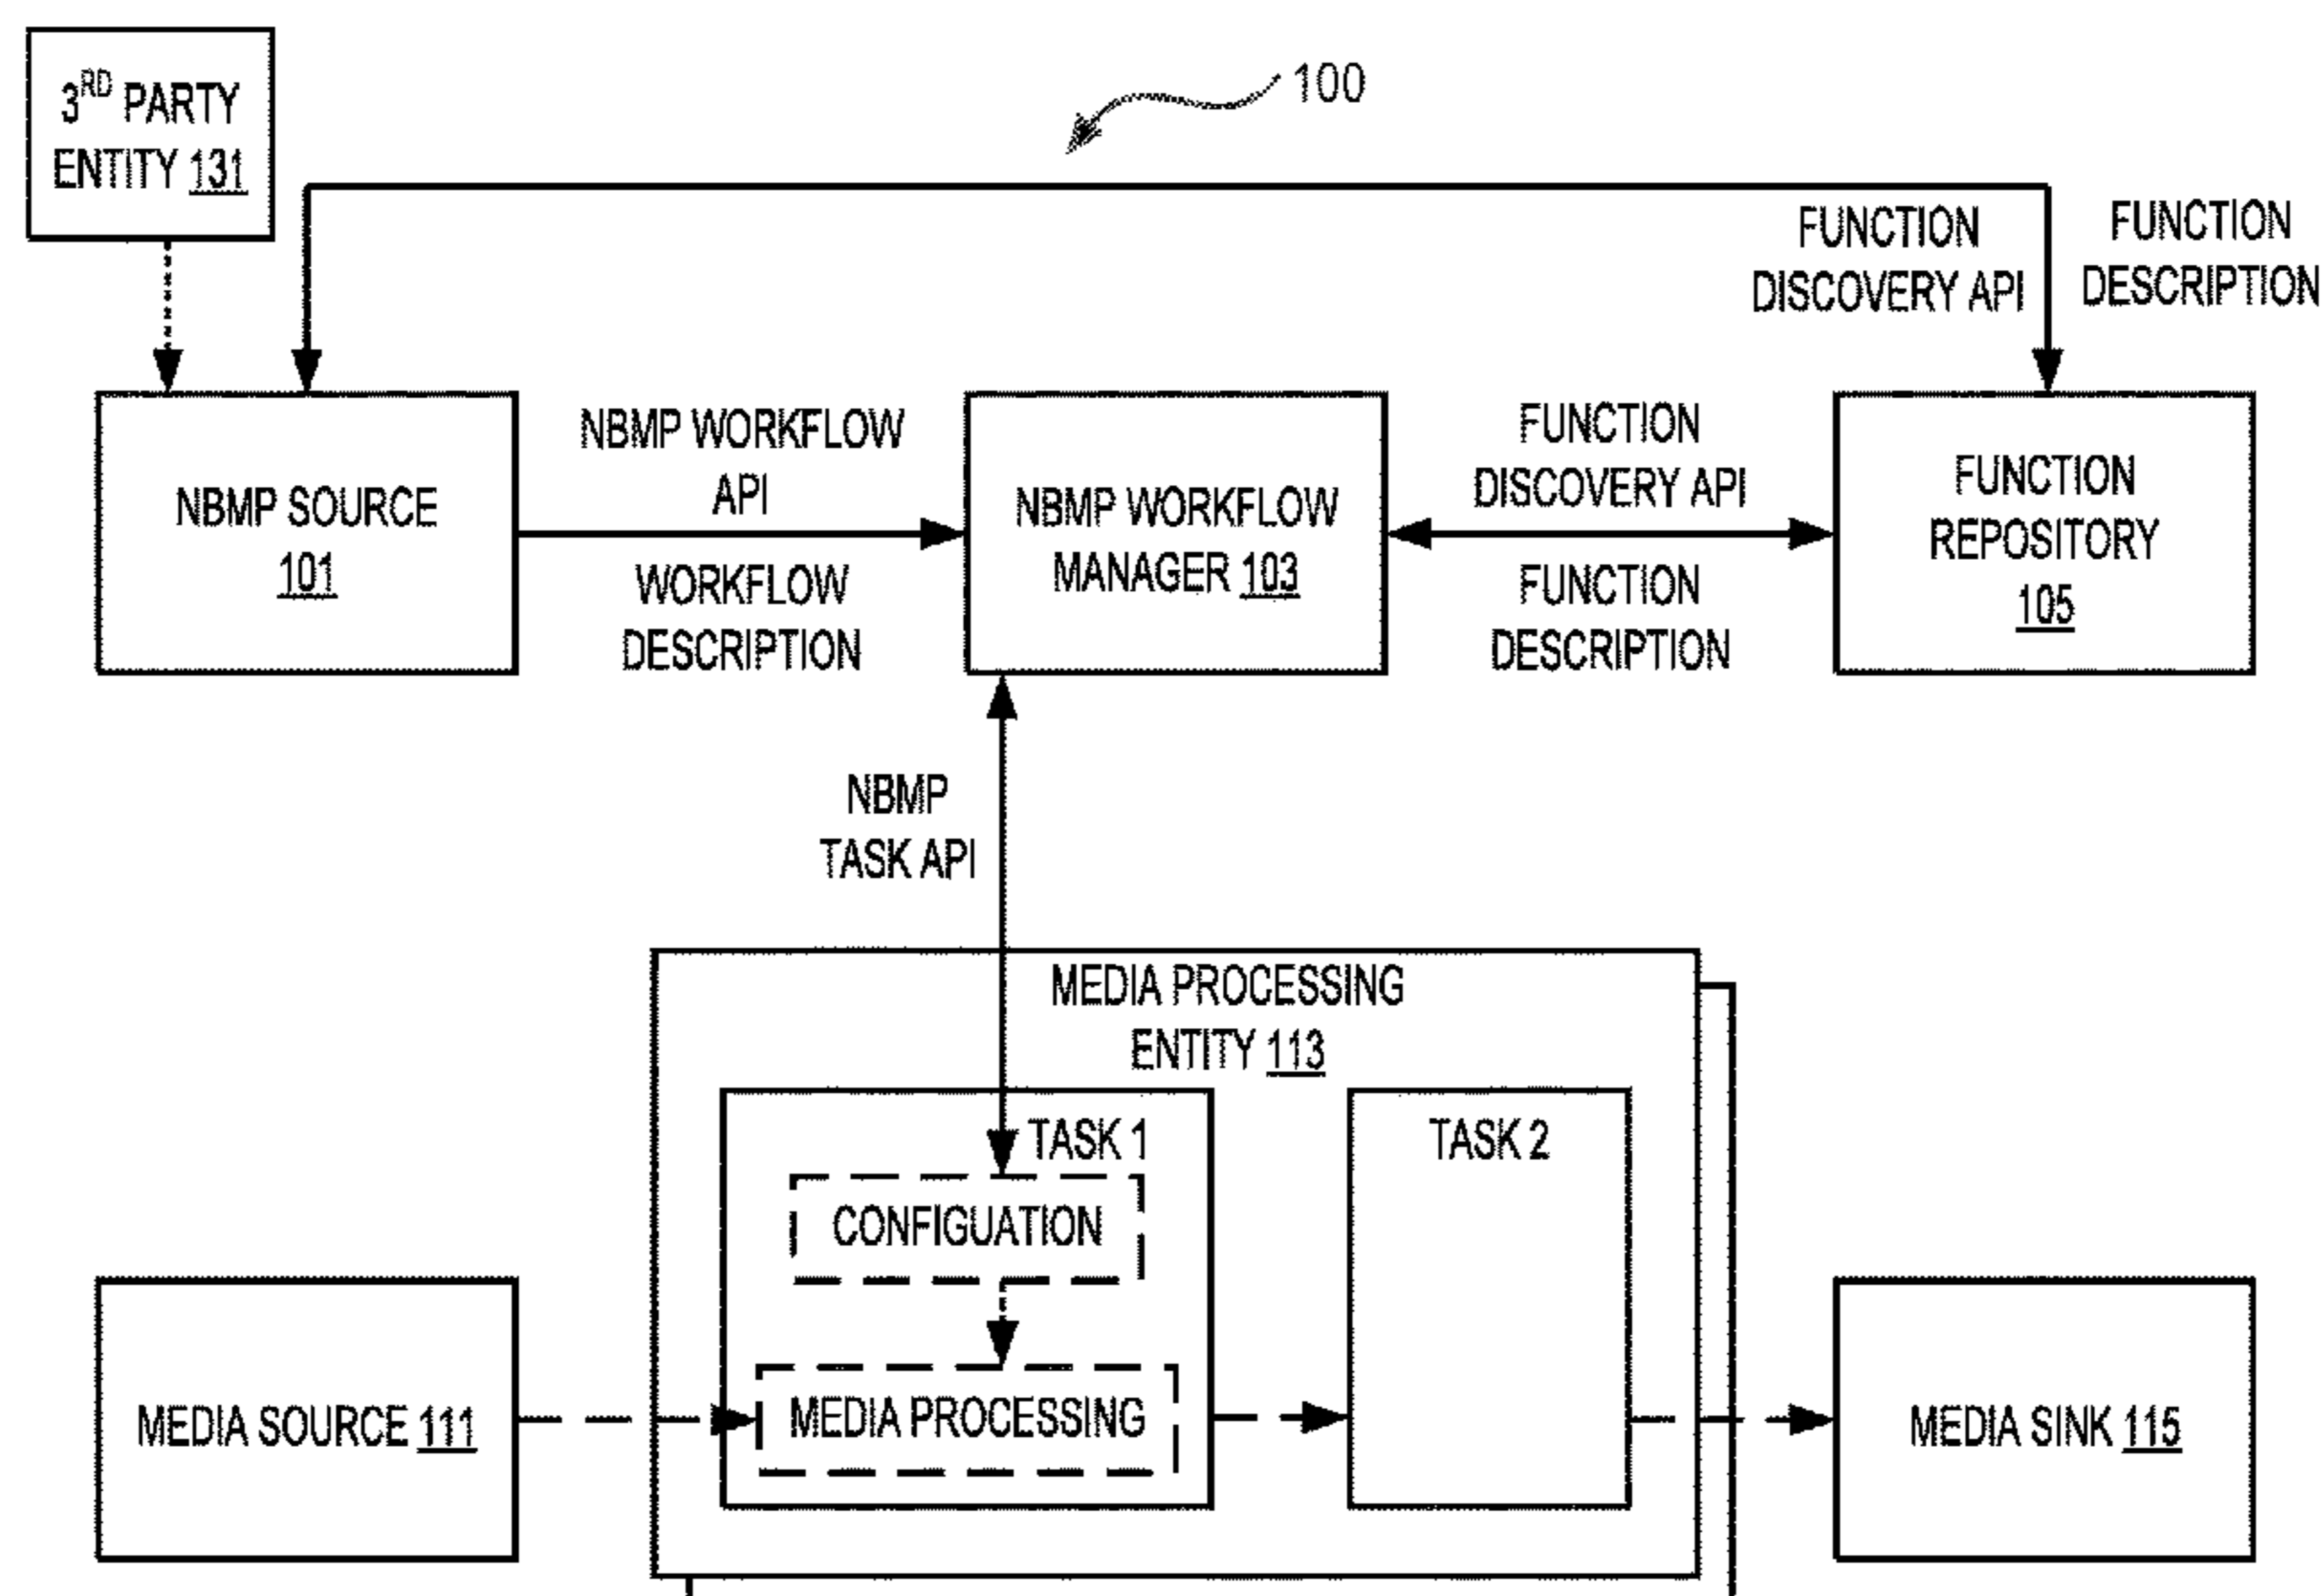 3RD PARTY
ENTITY 131
100
FUNCTION
DISCOVERY API
FUNCTION
DESCRIPTION
NBMP SOURCE
101
NBMP WORKFLOW
API
WORKFLOW
DESCRIPTION
NBMP WORKFLOW
MANAGER 103
FUNCTION
DISCOVERY API
FUNCTION
DESCRIPTION
FUNCTION
REPOSITORY
105
NBMP
TASK API
MEDIA PROCESSING
ENTITY 113
TASK 1
CONFIGUATION
MEDIA PROCESSING
TASK 2
MEDIA SOURCE 111
MEDIA SINK 115